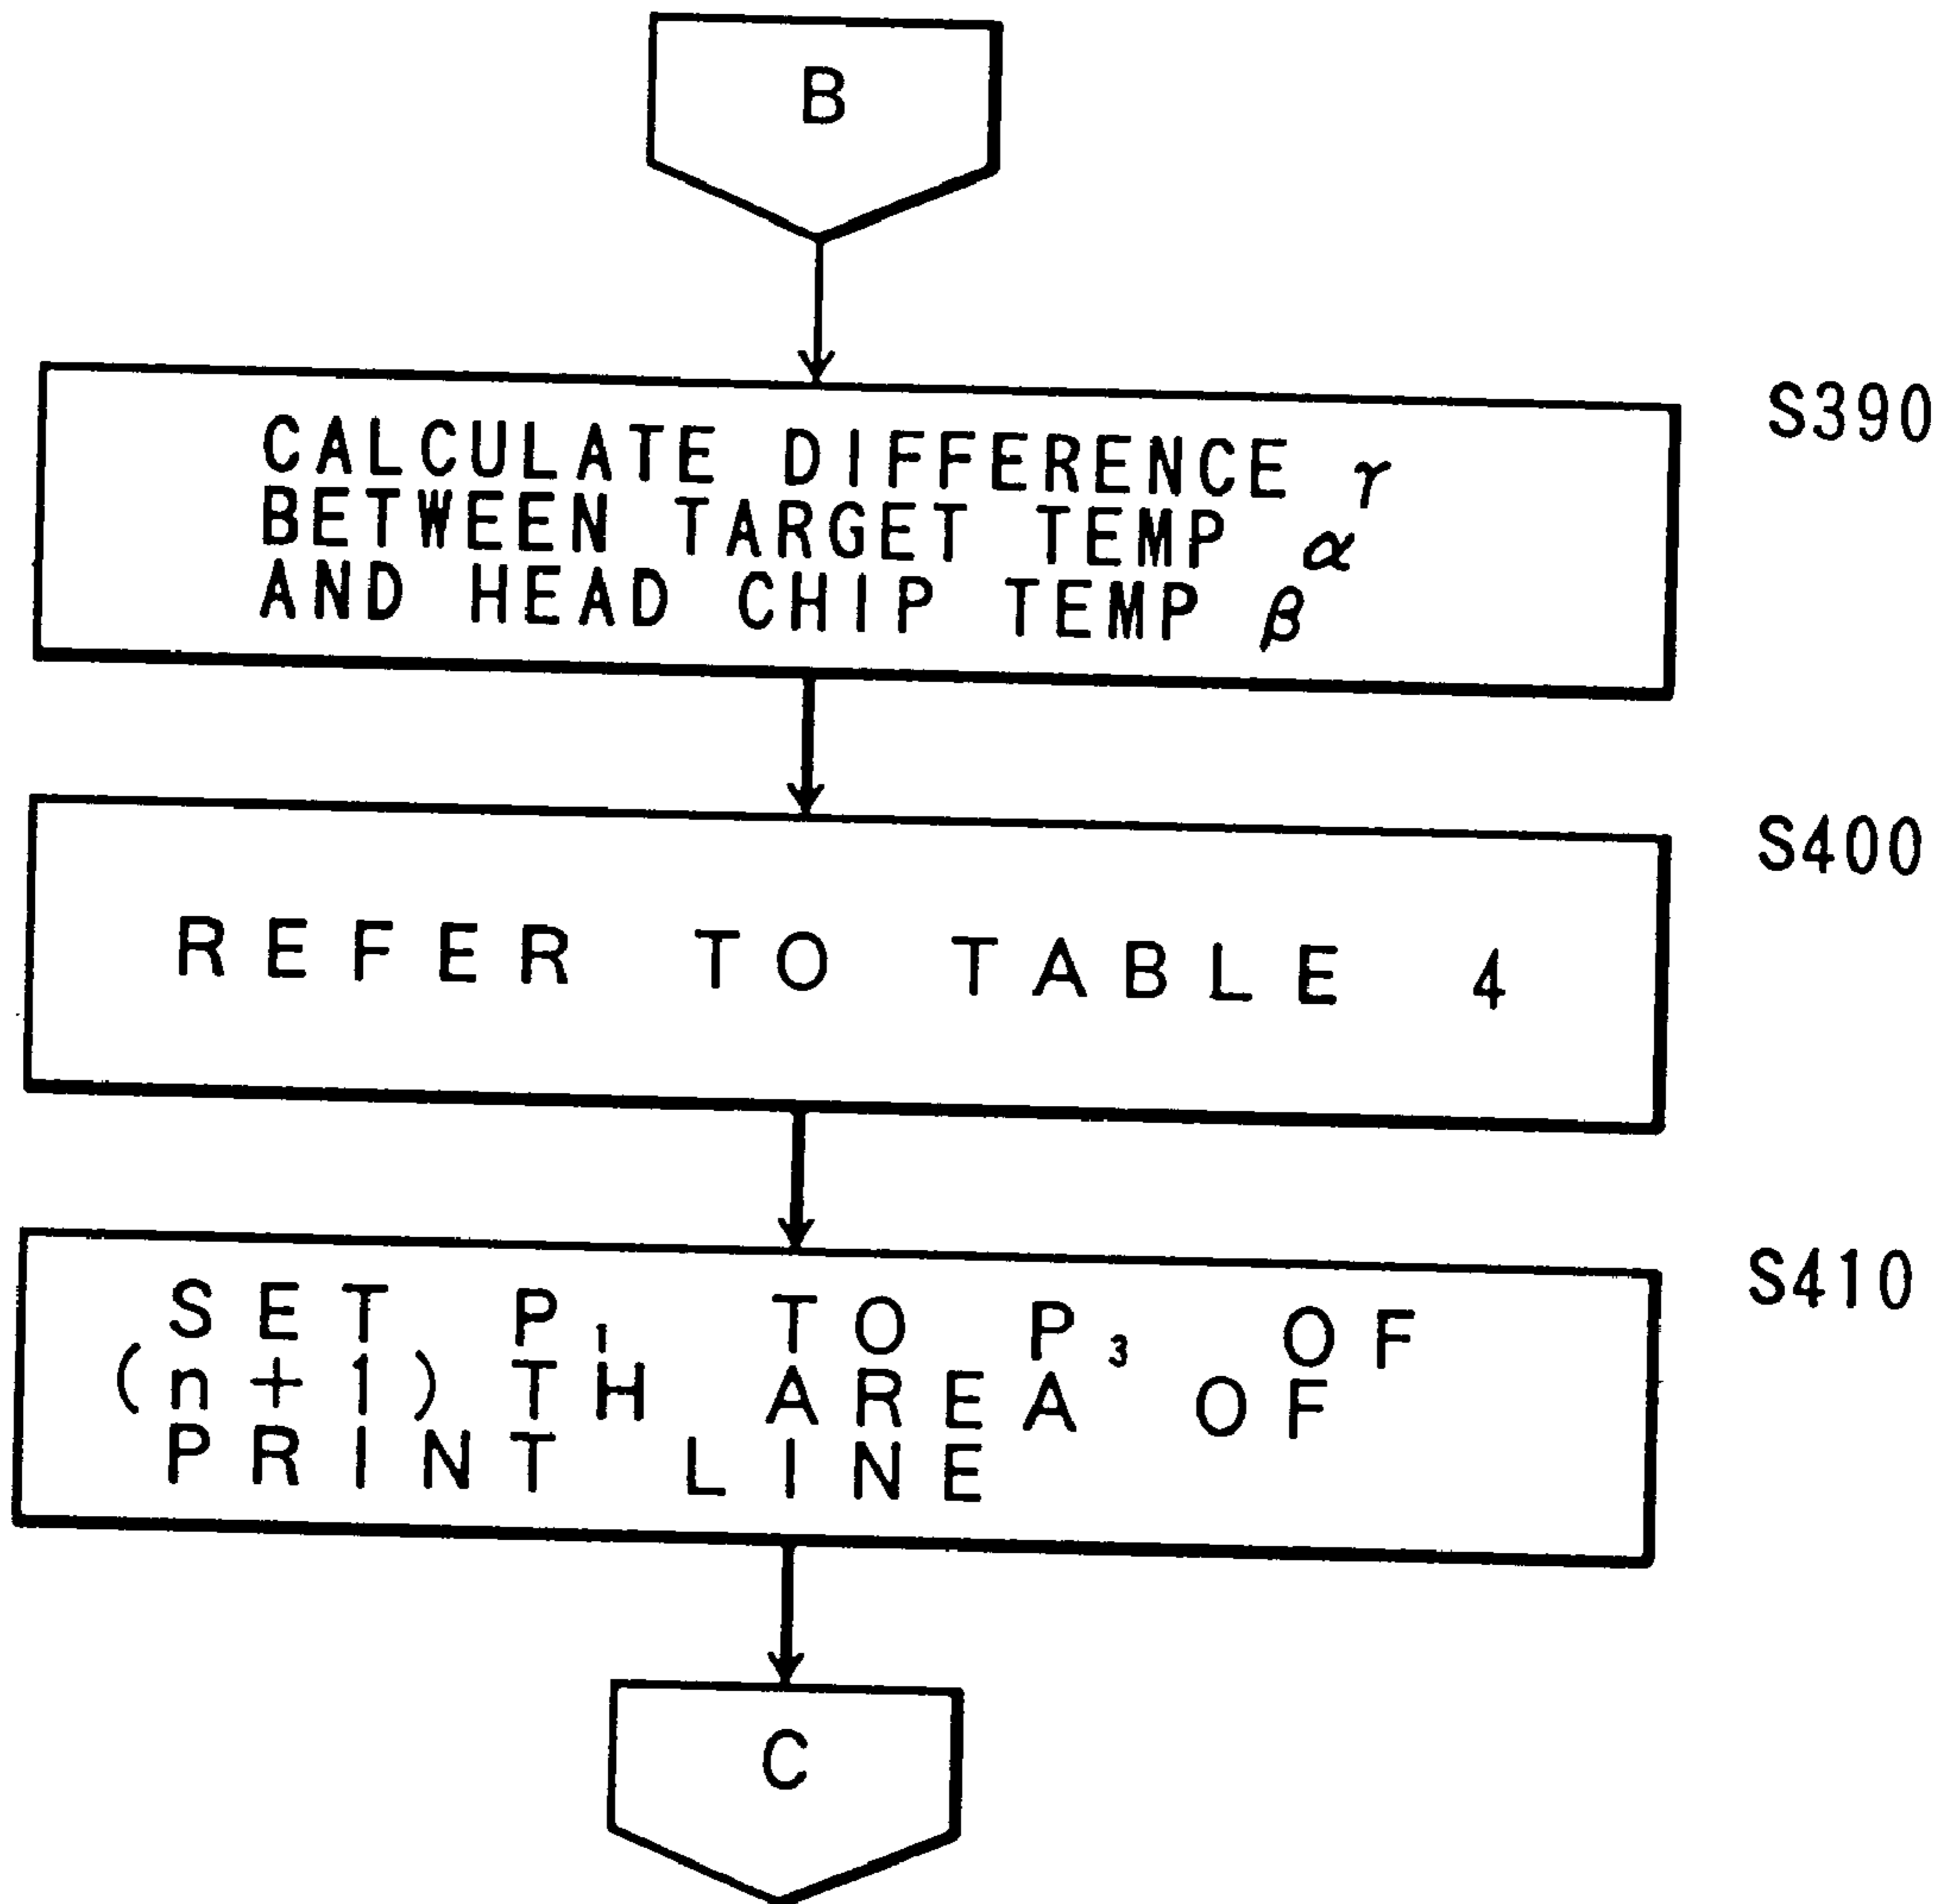 B
S390
CALCULATE DIFFERENCE γ
BETWEEN TARGET TEMP α
AND HEAD CHIP TEMP β
S400
REFER TO TABLE 4
S410
SET P₁ TO P₃ OF
(n+1)TH AREA OF
PRINT LINE
C